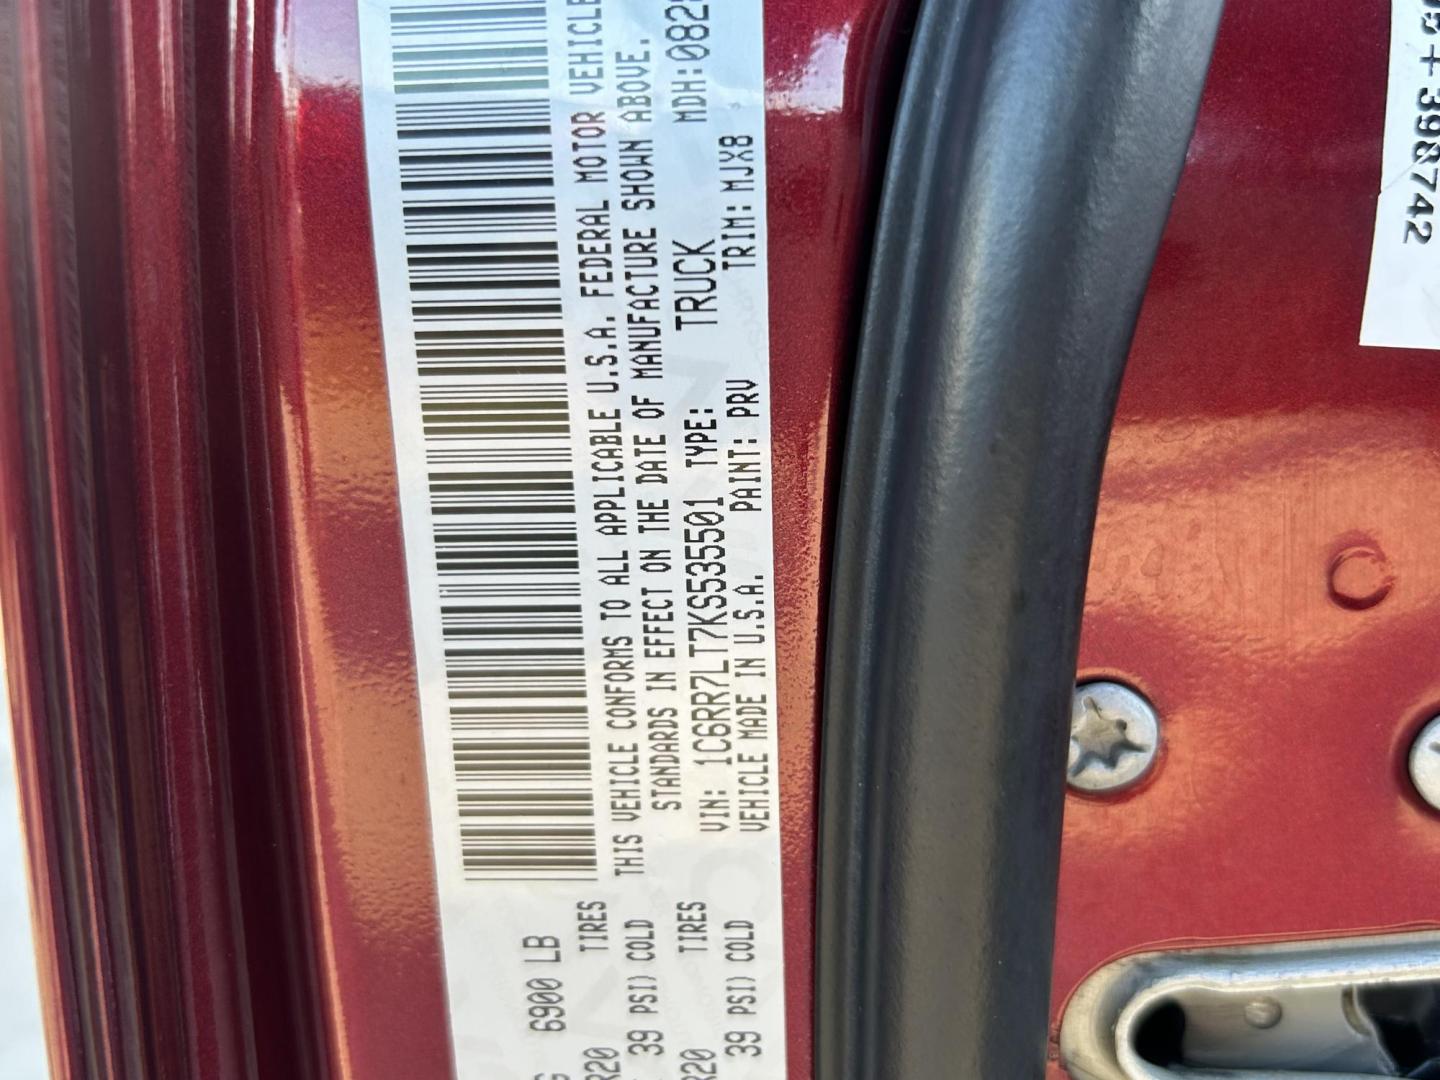 6900 LB
TIRES
R20
39 PSI) COLD
TIRES
R20
39 PSI) COLD
THIS VEHICLE CONFORMS TO ALL APPLICABLE U.S.A. FEDERAL MOTOR VEHICLE
STANDARDS IN EFFECT ON THE DATE OF MANUFACTURE SHOWN ABOVE.
VIN: 1C6RR7LT7KS535501 TYPE: TRUCK MDH:082
VEHICLE MADE IN U.S.A. PAINT: PRV TRIM: MJX8
+398742